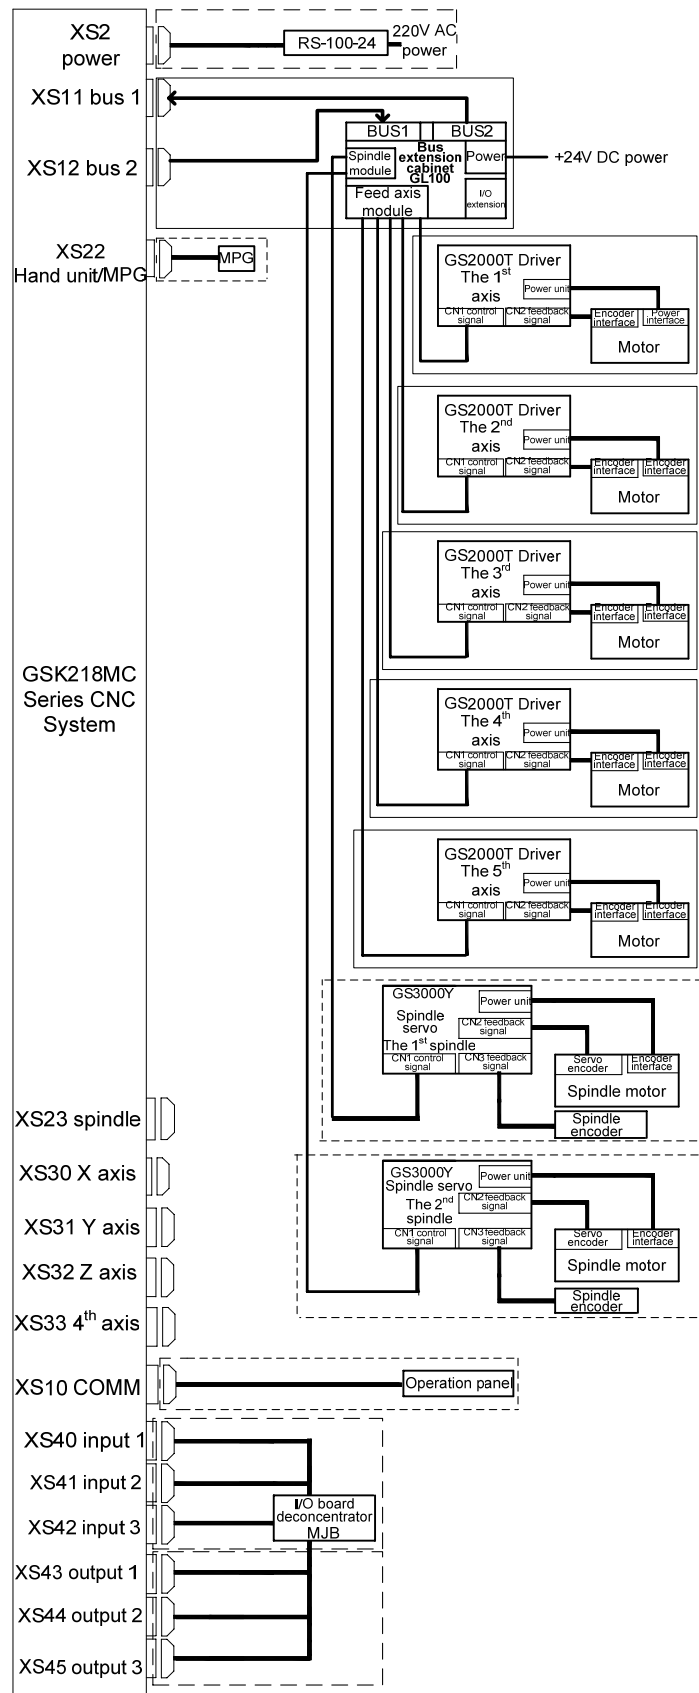 XS2
power
RS-100-24
220V AC
power
XS11 bus 1
XS12 bus 2
BUS1
BUS2
Bus
extension
cabinet
GL100
Spindle
module
Power
I/O
extension
Feed axis
module
+24V DC power
XS22
Hand unit/MPG
MPG
GS2000T Driver
The 1st
axis
Power unit
CN1 control
signal
CN2 feedback
signal
Encoder
interface
Power
interface
Motor
GS2000T Driver
The 2nd
axis
Power unit
CN1 control
signal
CN2 feedback
signal
Encoder
interface
Encoder
interface
Motor
GS2000T Driver
The 3rd
axis
Power unit
CN1 control
signal
CN2 feedback
signal
Encoder
interface
Encoder
interface
Motor
GSK218MC
Series CNC
System
GS2000T Driver
The 4th
axis
Power unit
CN1 control
signal
CN2 feedback
signal
Encoder
interface
Encoder
interface
Motor
GS2000T Driver
The 5th
axis
Power unit
CN1 control
signal
CN2 feedback
signal
Encoder
interface
Encoder
interface
Motor
GS3000Y
Spindle
servo
The 1st spindle
Power unit
CN2 feedback
signal
CN1 control
signal
CN3 feedback
signal
Servo
encoder
Encoder
interface
Spindle motor
Spindle
encoder
XS23 spindle
XS30 X axis
XS31 Y axis
XS32 Z axis
XS33 4th axis
GS3000Y
Spindle servo
The 2nd
spindle
Power unit
CN2 feedback
signal
CN1 control
signal
CN3 feedback
signal
Servo
encoder
Encoder
interface
Spindle motor
Spindle
encoder
XS10 COMM
Operation panel
XS40 input 1
XS41 input 2
XS42 input 3
I/O board
deconcentrator
MJB
XS43 output 1
XS44 output 2
XS45 output 3